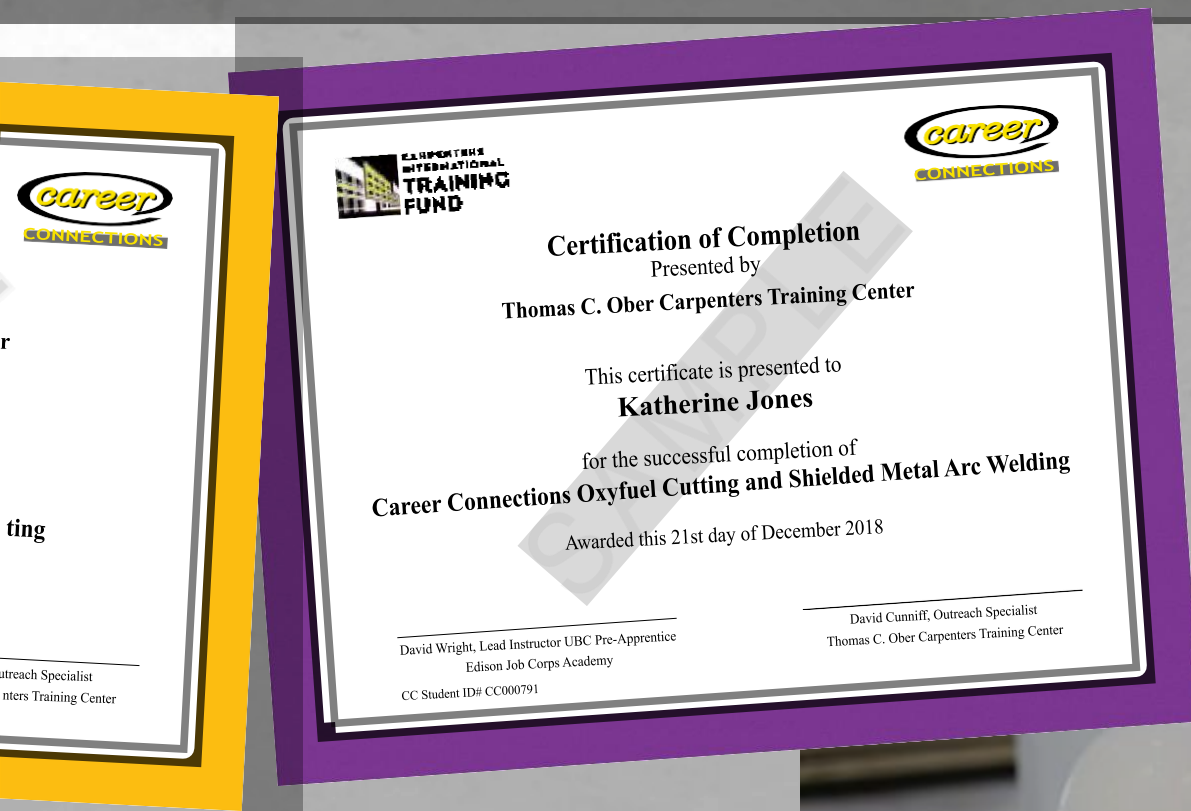 career
CONNECTIONS
r
ting
utreach Specialist
nters Training Center
CARPENTERS
INTERNATIONAL
TRAINING
FUND
career
CONNECTIONS
Certification of Completion
Presented by
Thomas C. Ober Carpenters Training Center
This certificate is presented to
Katherine Jones
for the successful completion of
Career Connections Oxyfuel Cutting and Shielded Metal Arc Welding
Awarded this 21st day of December 2018
SAMPLE
David Wright, Lead Instructor UBC Pre-Apprentice
Edison Job Corps Academy
CC Student ID# CC000791
David Cunniff, Outreach Specialist
Thomas C. Ober Carpenters Training Center